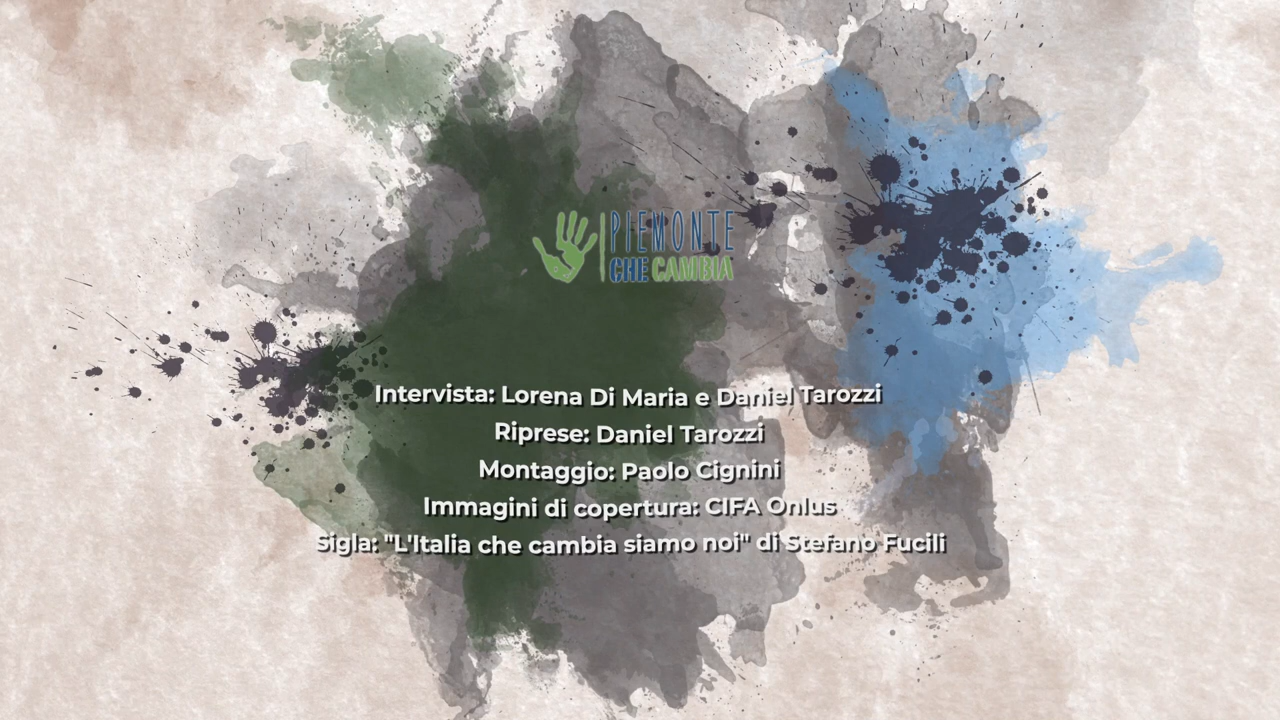 PIEMONTE
CHE CAMBIA
Intervista: Lorena Di Maria e Daniel Tarozzi
Riprese: Daniel Tarozzi
Montaggio: Paolo Cignini
Immagini di copertura: CIFA Onlus
Sigla: "L'Italia che cambia siamo noi" di Stefano Fucili